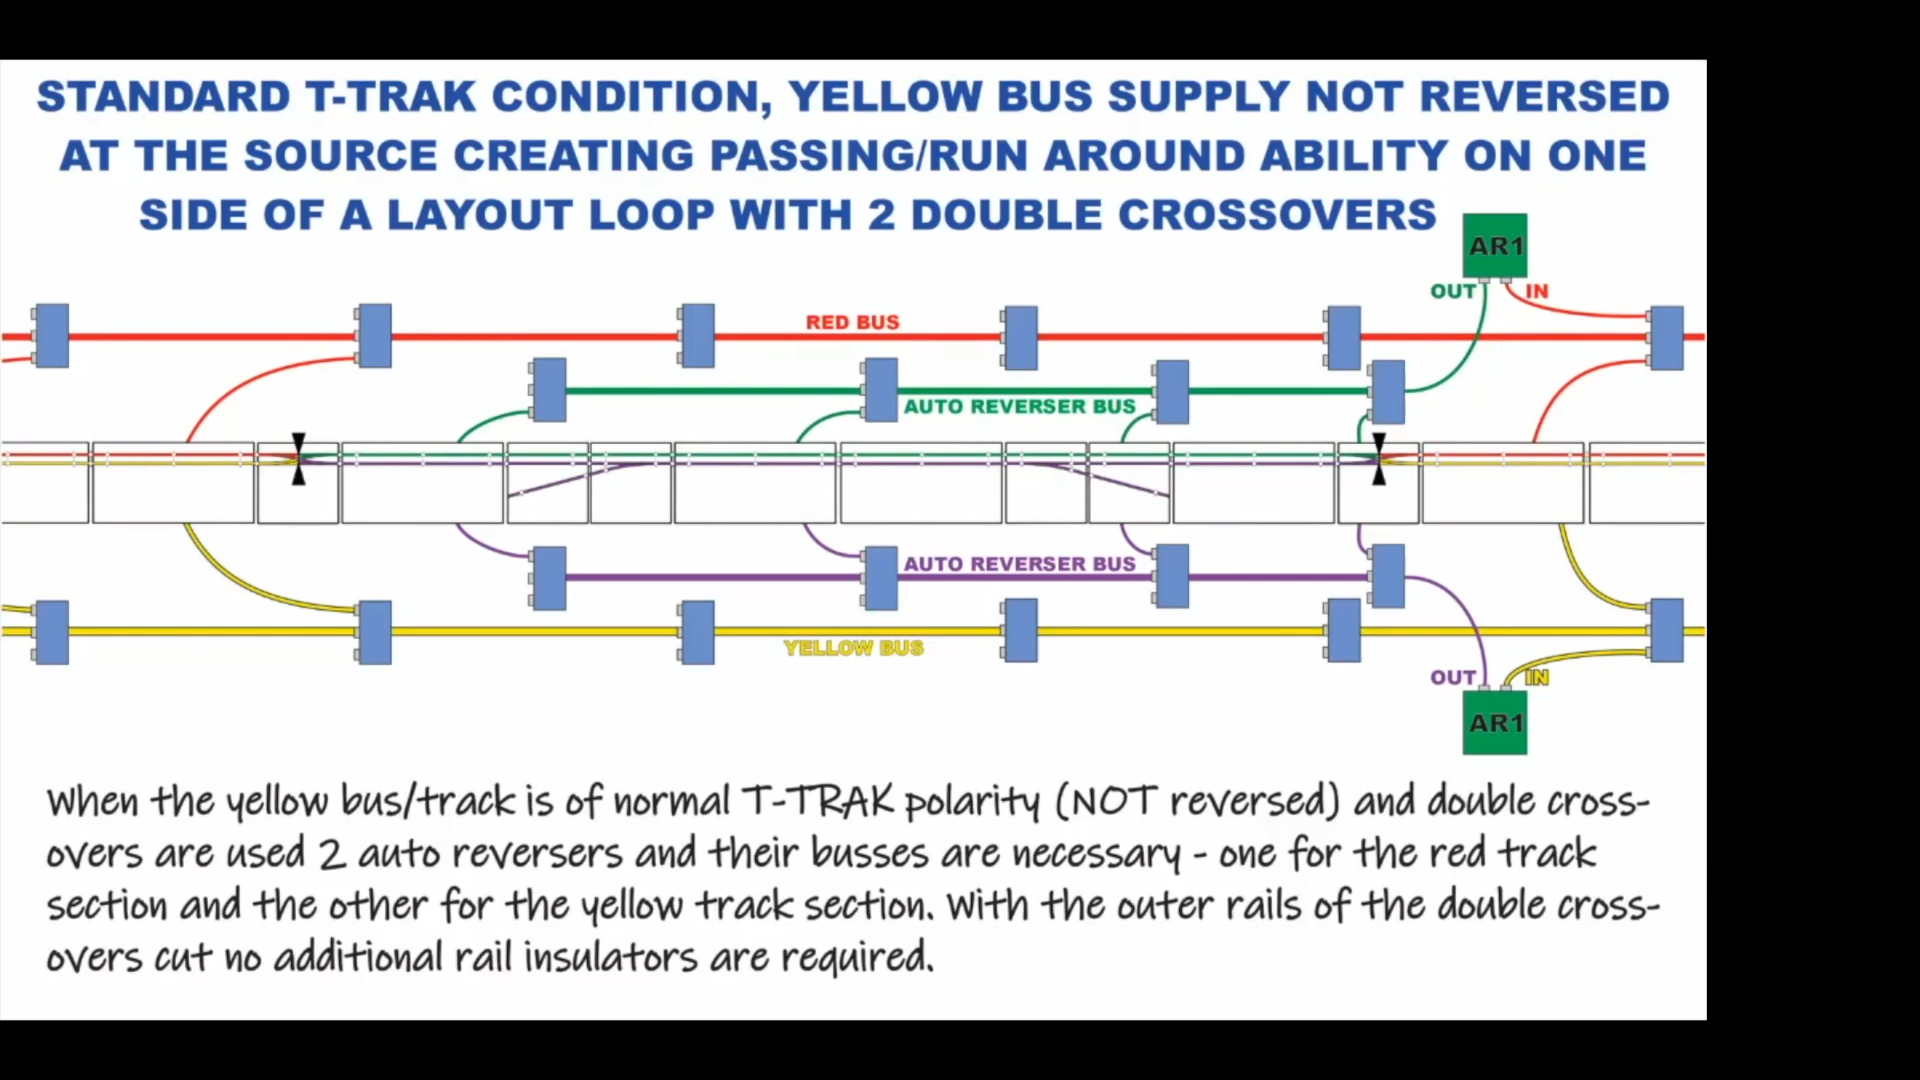 STANDARD T-TRAK CONDITION, YELLOW BUS SUPPLY NOT REVERSED
AT THE SOURCE CREATING PASSING/RUN AROUND ABILITY ON ONE
SIDE OF A LAYOUT LOOP WITH 2 DOUBLE CROSSOVERS
AR1
OUT IN
RED BUS
AUTO REVERSER BUS
AUTO REVERSER BUS
YELLOW BUS
OUT IN
AR1
When the yellow bus/track is of normal T-TRAK polarity (NOT reversed) and double cross-
overs are used 2 auto reversers and their busses are necessary - one for the red track
section and the other for the yellow track section. With the outer rails of the double cross-
overs cut no additional rail insulators are required.